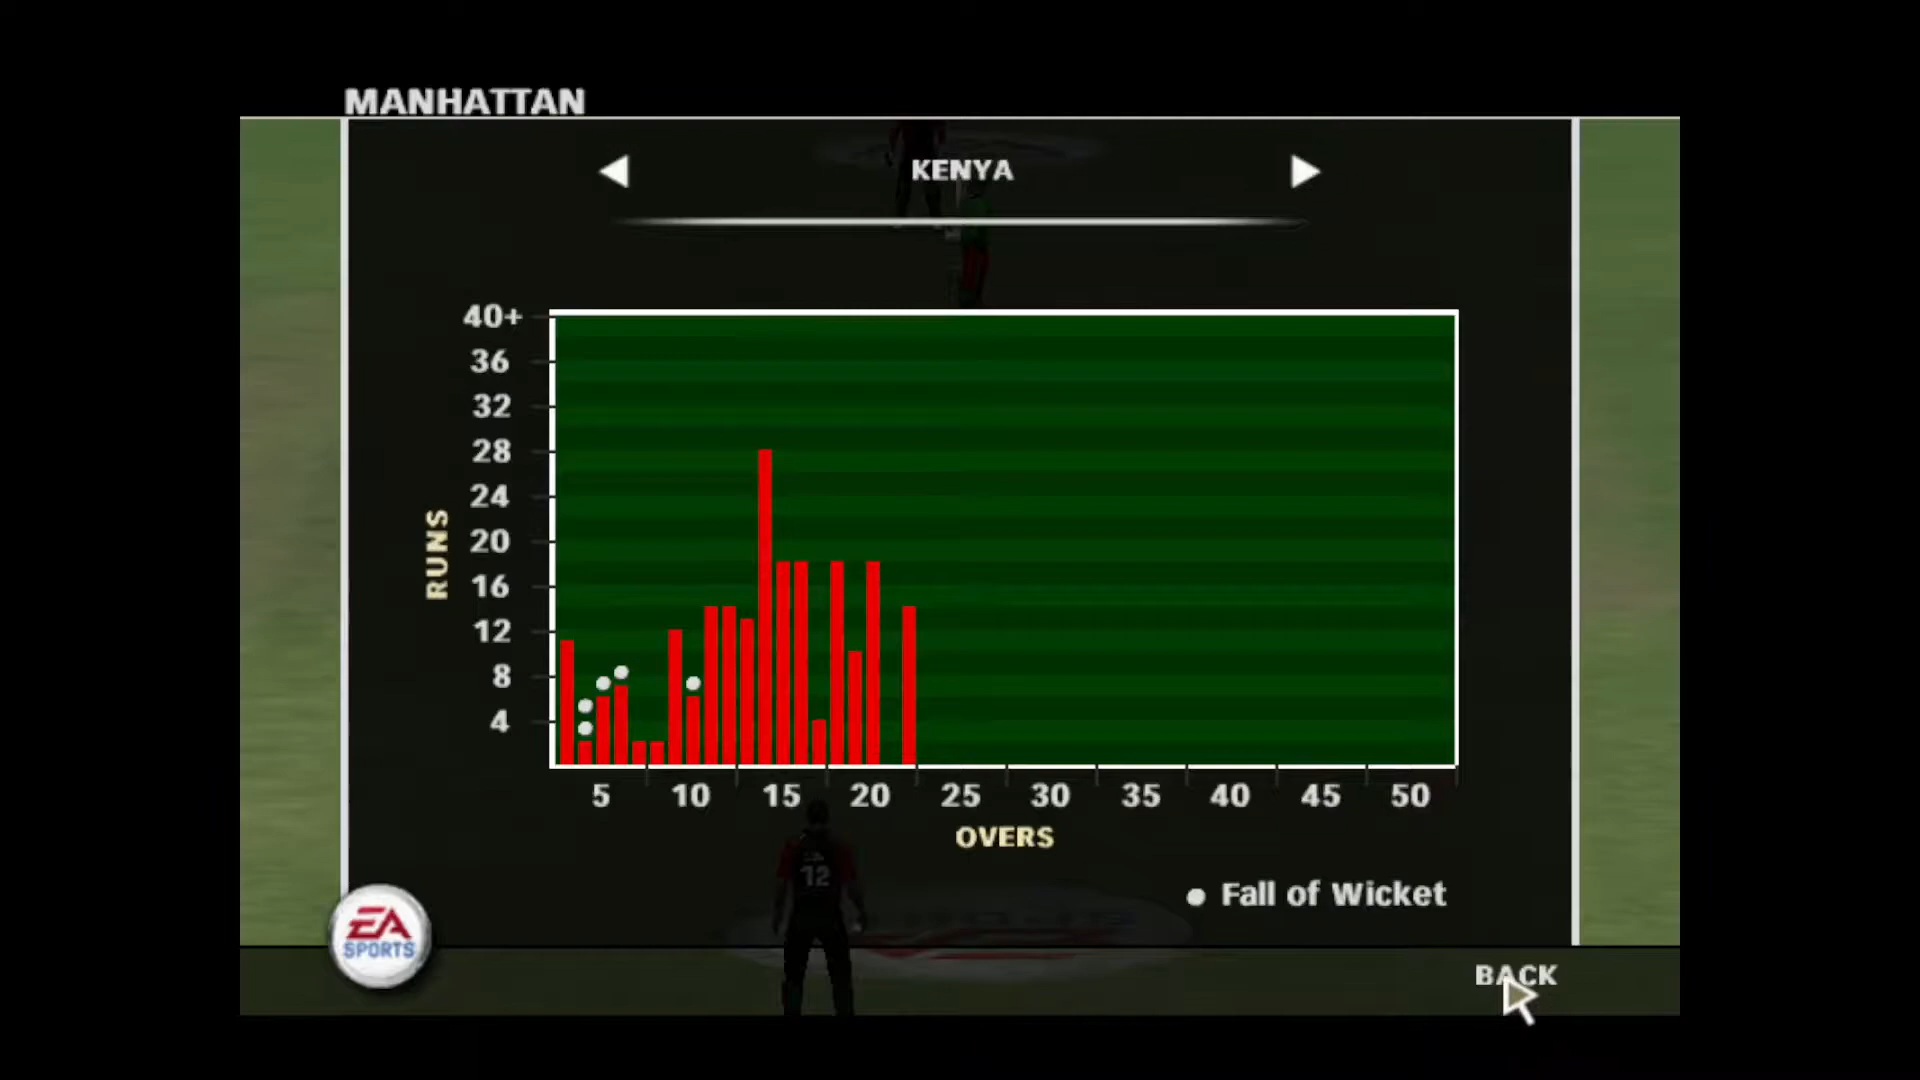 MANHATTAN
KENYA
40+
36
32
28
24
20
16
12
8
4
RUNS
5 10 15 20 25 30 35 40 45 50
OVERS
12
Fall of Wicket
EA
SPORTS
BACK